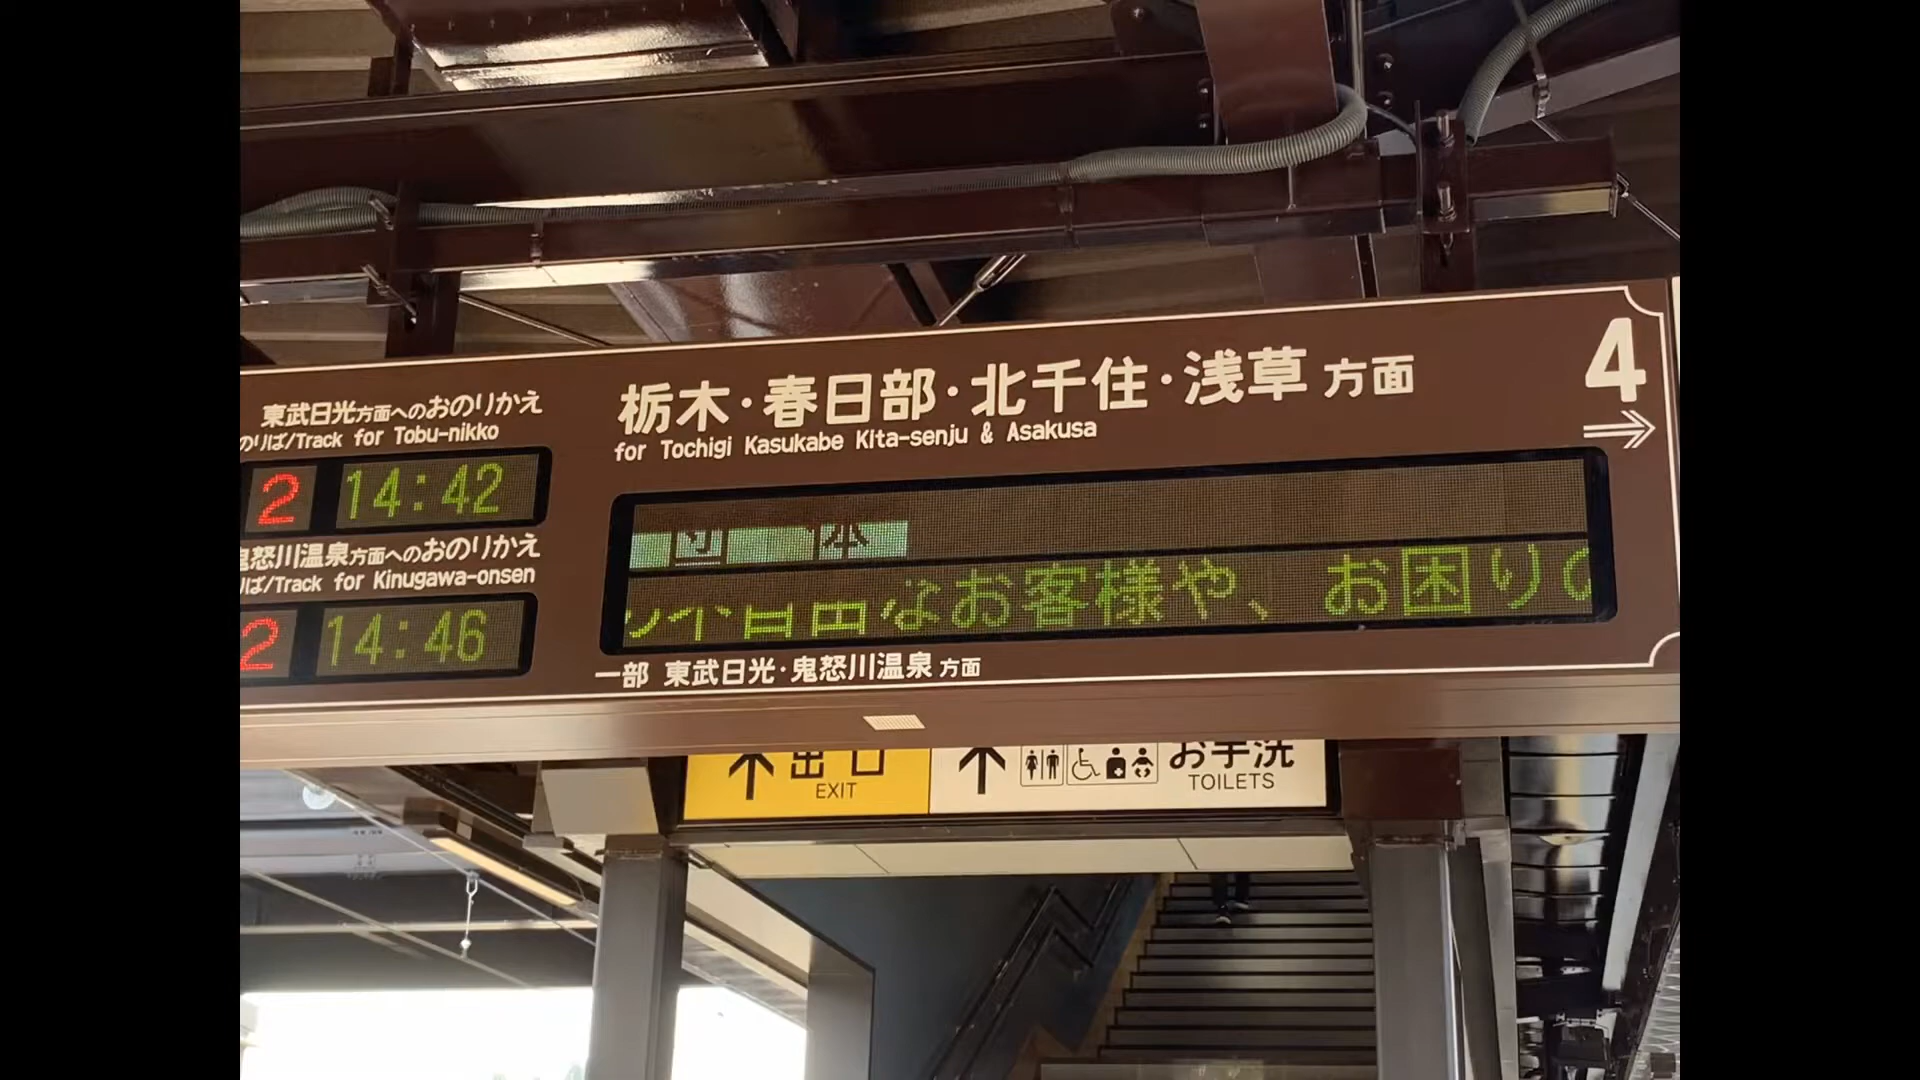 東武日光方面へのおのりかえ
のりば/Track for Tobu-nikko
2 14:42
鬼怒川温泉方面へのおのりかえ
りば/Track for Kinugawa-onsen
2 14:46
栃木・春日部・北千住・浅草 方面
for Tochigi Kasukabe Kita-senju & Asakusa
4
なお客様や、お困りの
一部 東武日光・鬼怒川温泉 方面
出口
EXIT
お手洗
TOILETS